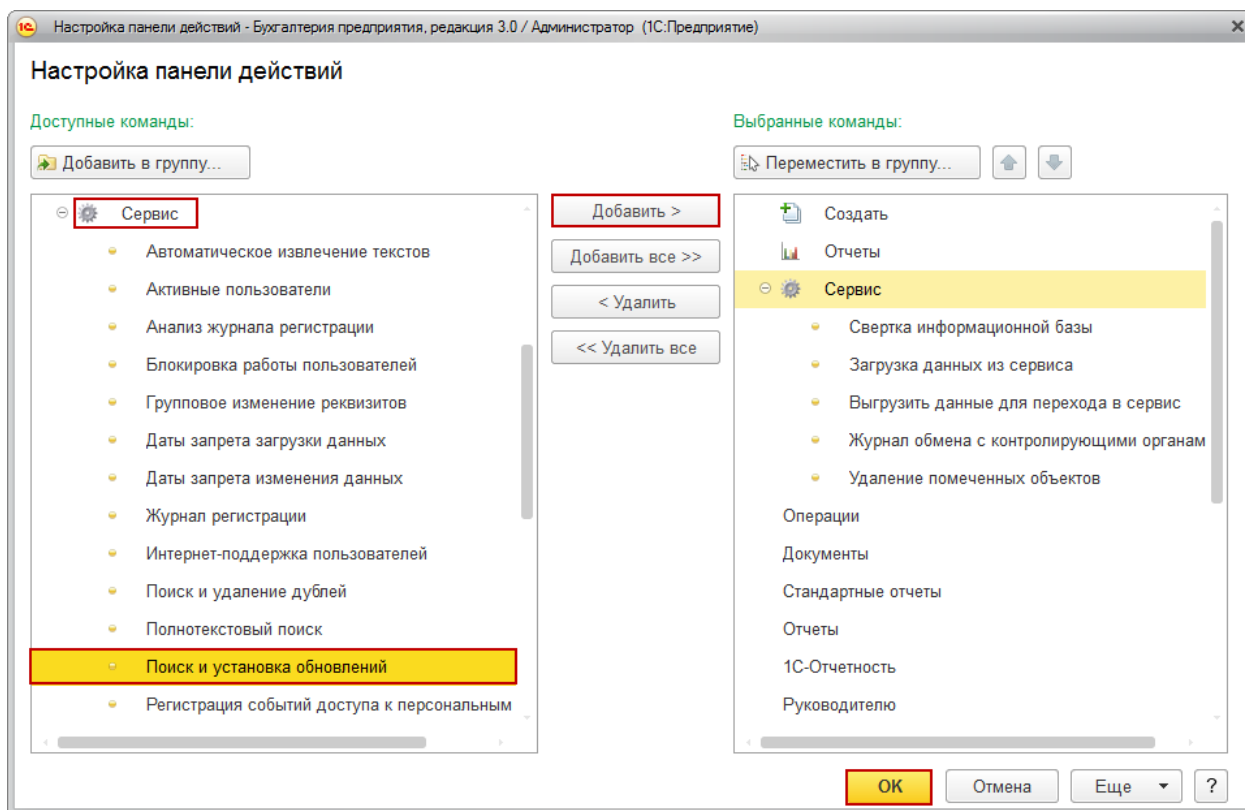 1С Настройка панели действий - Бухгалтерия предприятия, редакция 3.0 / Администратор (1С:Предприятие)
Настройка панели действий
Доступные команды:
Добавить в группу...
Сервис
Автоматическое извлечение текстов
Активные пользователи
Анализ журнала регистрации
Блокировка работы пользователей
Групповое изменение реквизитов
Даты запрета загрузки данных
Даты запрета изменения данных
Журнал регистрации
Интернет-поддержка пользователей
Поиск и удаление дублей
Полнотекстовый поиск
Поиск и установка обновлений
Регистрация событий доступа к персональным
Добавить >
Добавить все >>
< Удалить
<< Удалить все
Выбранные команды:
Переместить в группу...
Создать
Отчеты
Сервис
Свертка информационной базы
Загрузка данных из сервиса
Выгрузить данные для перехода в сервис
Журнал обмена с контролирующими органам
Удаление помеченных объектов
Операции
Документы
Стандартные отчеты
Отчеты
1С-Отчетность
Руководителю
ОК
Отмена
Еще
?